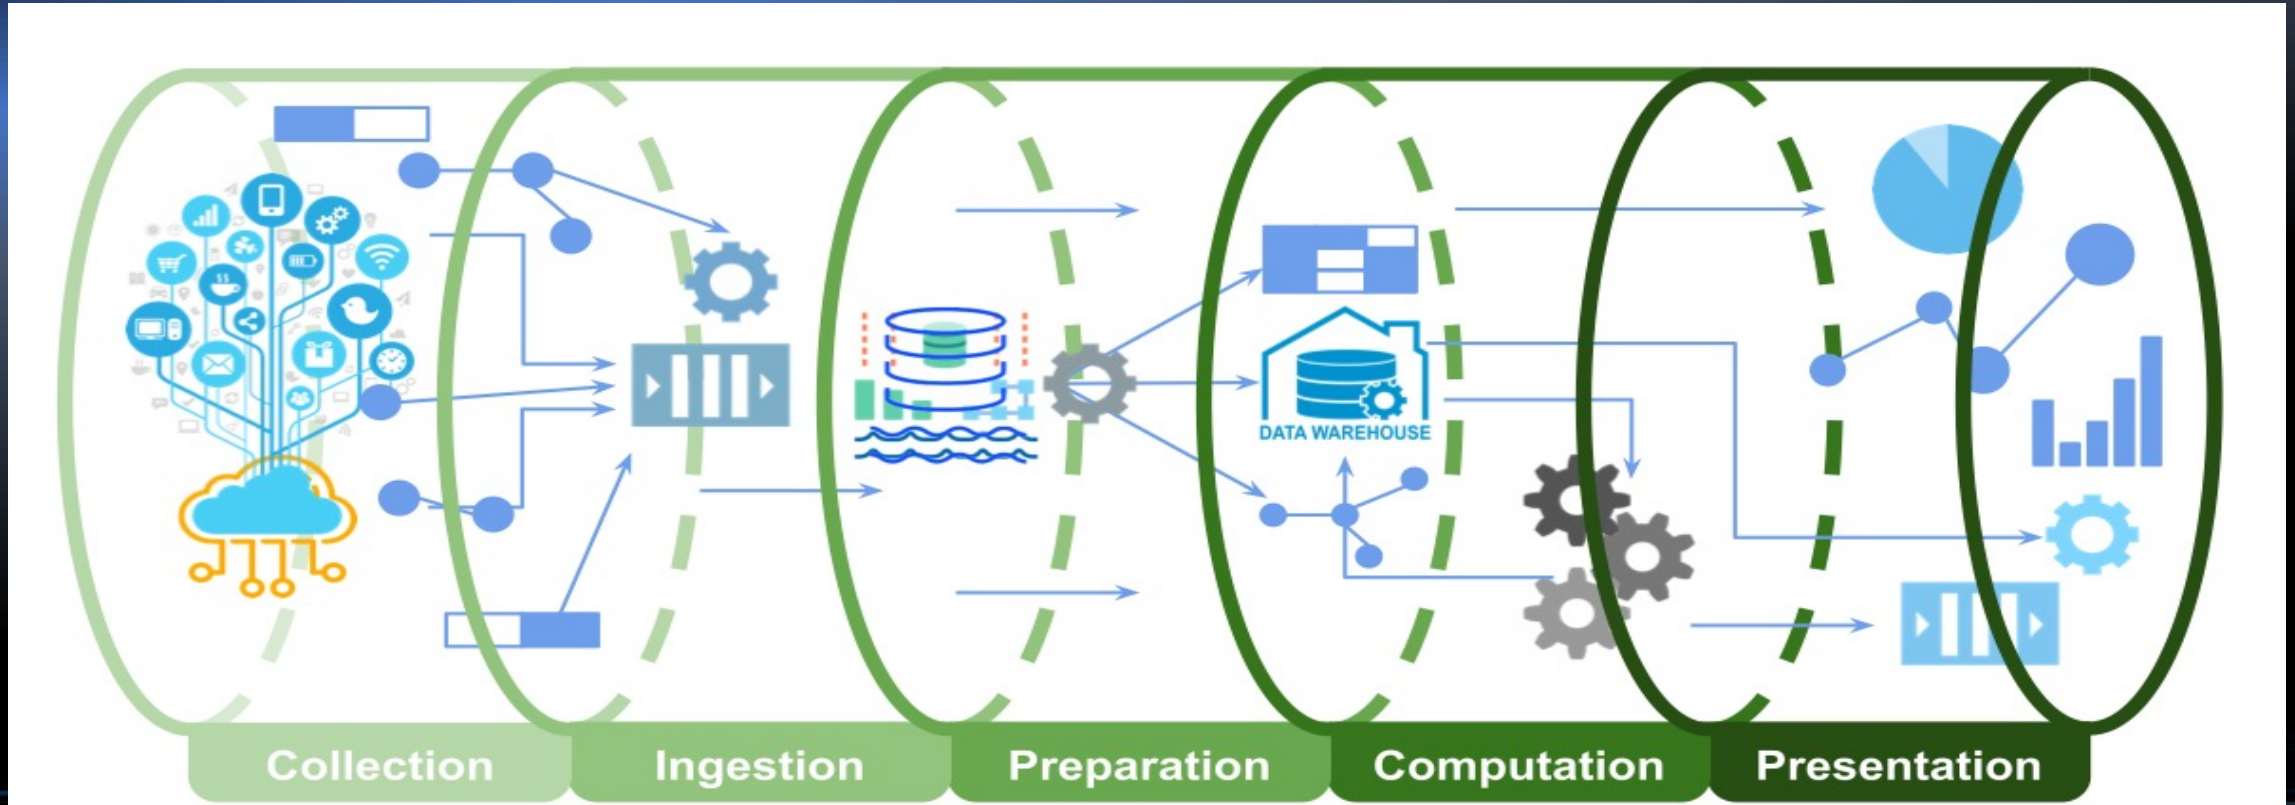 DATA WAREHOUSE
Collection
Ingestion
Preparation
Computation
Presentation